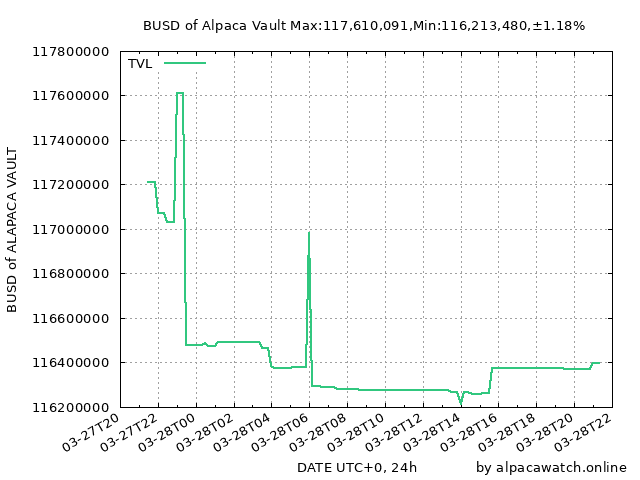 BUSD of Alpaca Vault Max:117,610,091,Min:116,213,480,±1.18%
117800000
TVL
117600000
117400000
117200000
117000000
116800000
116600000
116400000
116200000
BUSD of ALAPACA VAULT
03-27T20
03-27T22
03-28T00
03-28T02
03-28T04
03-28T06
03-28T08
03-28T10
03-28T12
03-28T14
03-28T16
03-28T18
03-28T20
03-28T22
DATE UTC+0, 24h
by alpacawatch.online